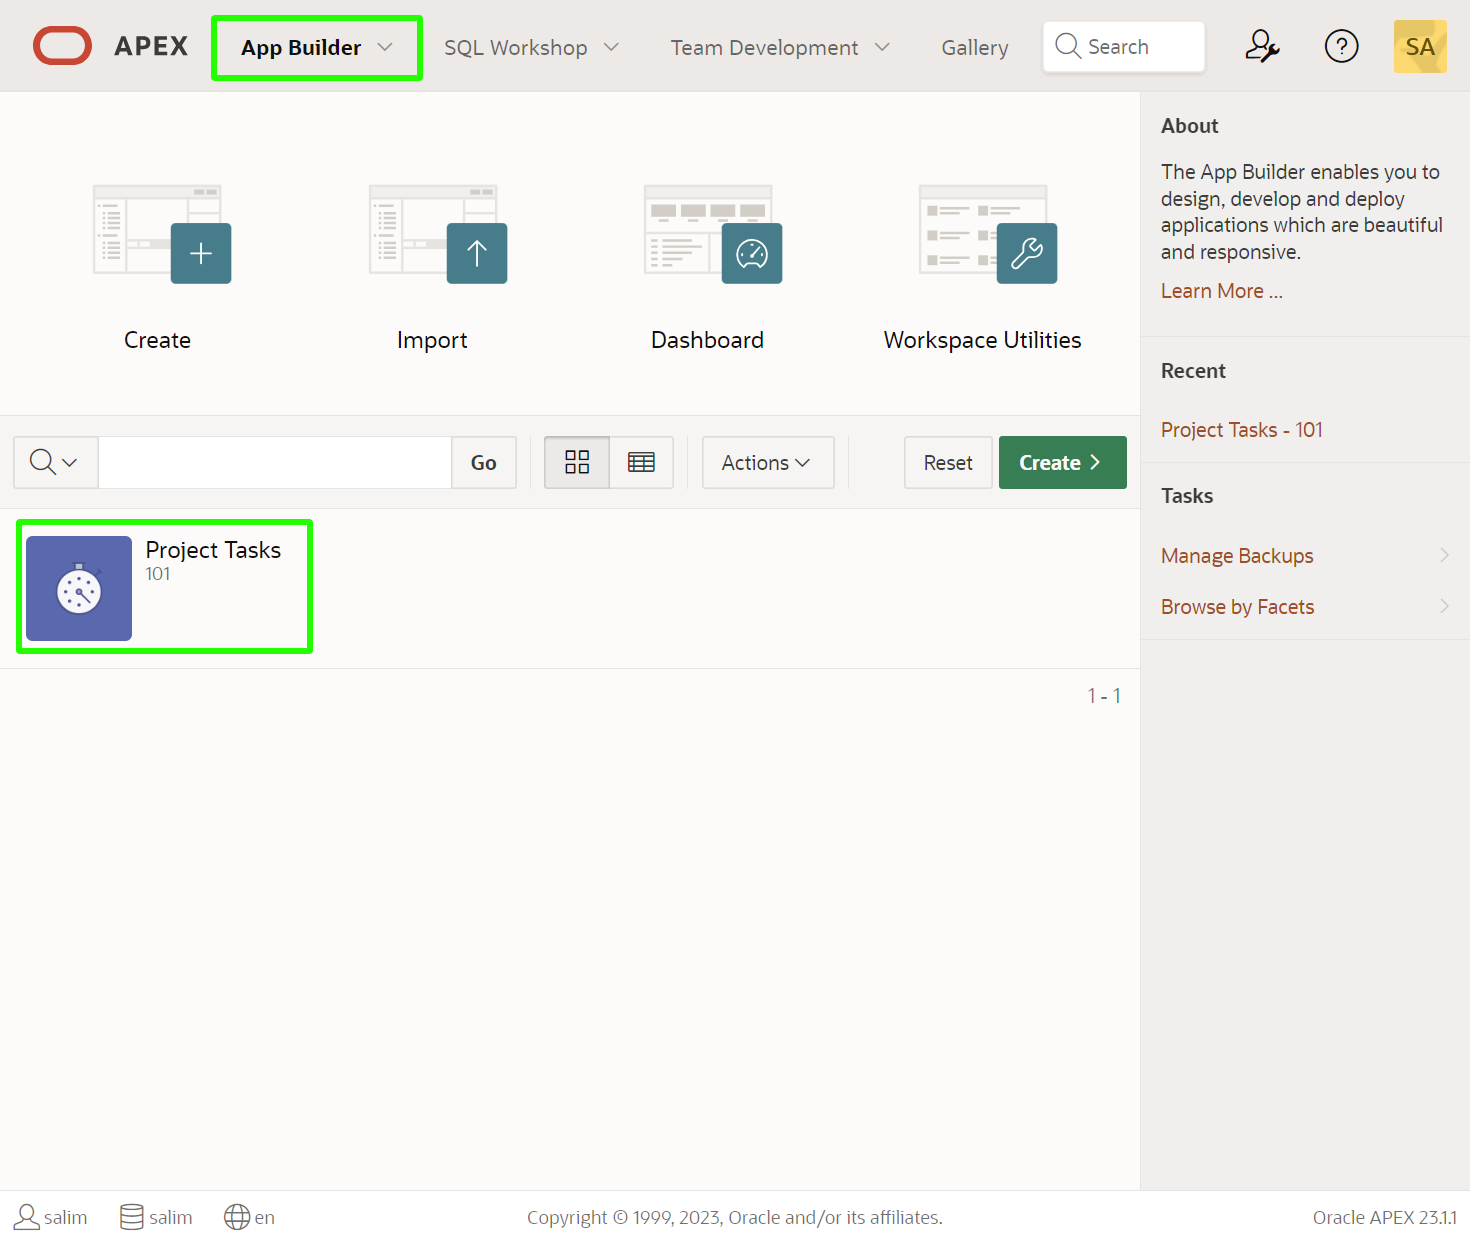 APEX
App Builder
SQL Workshop
Team Development
Gallery
Search
SA
Create
Import
Dashboard
Workspace Utilities
Go
Actions
Reset
Create
Project Tasks
101
1 - 1
About
The App Builder enables you to
design, develop and deploy
applications which are beautiful
and responsive.
Learn More ...
Recent
Project Tasks - 101
Tasks
Manage Backups
Browse by Facets
salim
salim
en
Copyright © 1999, 2023, Oracle and/or its affiliates.
Oracle APEX 23.1.1